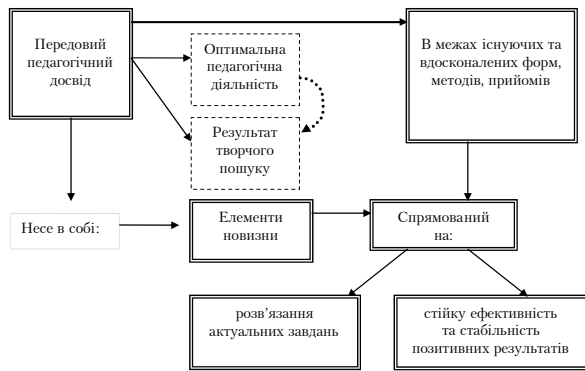 Передовий
педагогічний
досвід
Оптимальна
педагогічна
діяльність
Результат
творчого
пошуку
В межах існуючих та
вдосконалених форм,
методів, прийомів
Несе в собі:
Елементи
новизни
Спрямований
на:
розв'язання
актуальних завдань
стійку ефективність
та стабільність
позитивних результатів